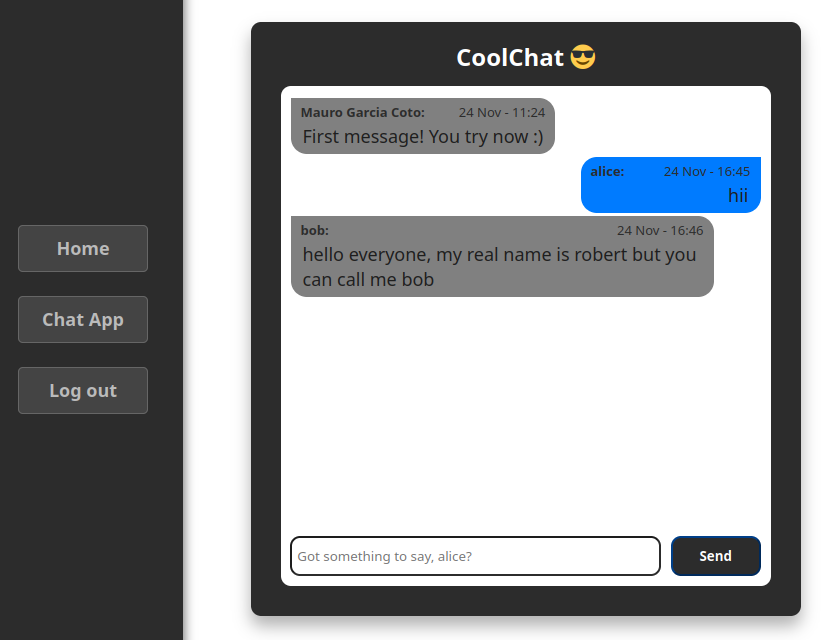 CoolChat 😎
Mauro Garcia Coto: 24 Nov - 11:24
First message! You try now :)
alice: 24 Nov - 16:45
hii
bob: 24 Nov - 16:46
hello everyone, my real name is robert but you
can call me bob
Home
Chat App
Log out
Got something to say, alice?
Send